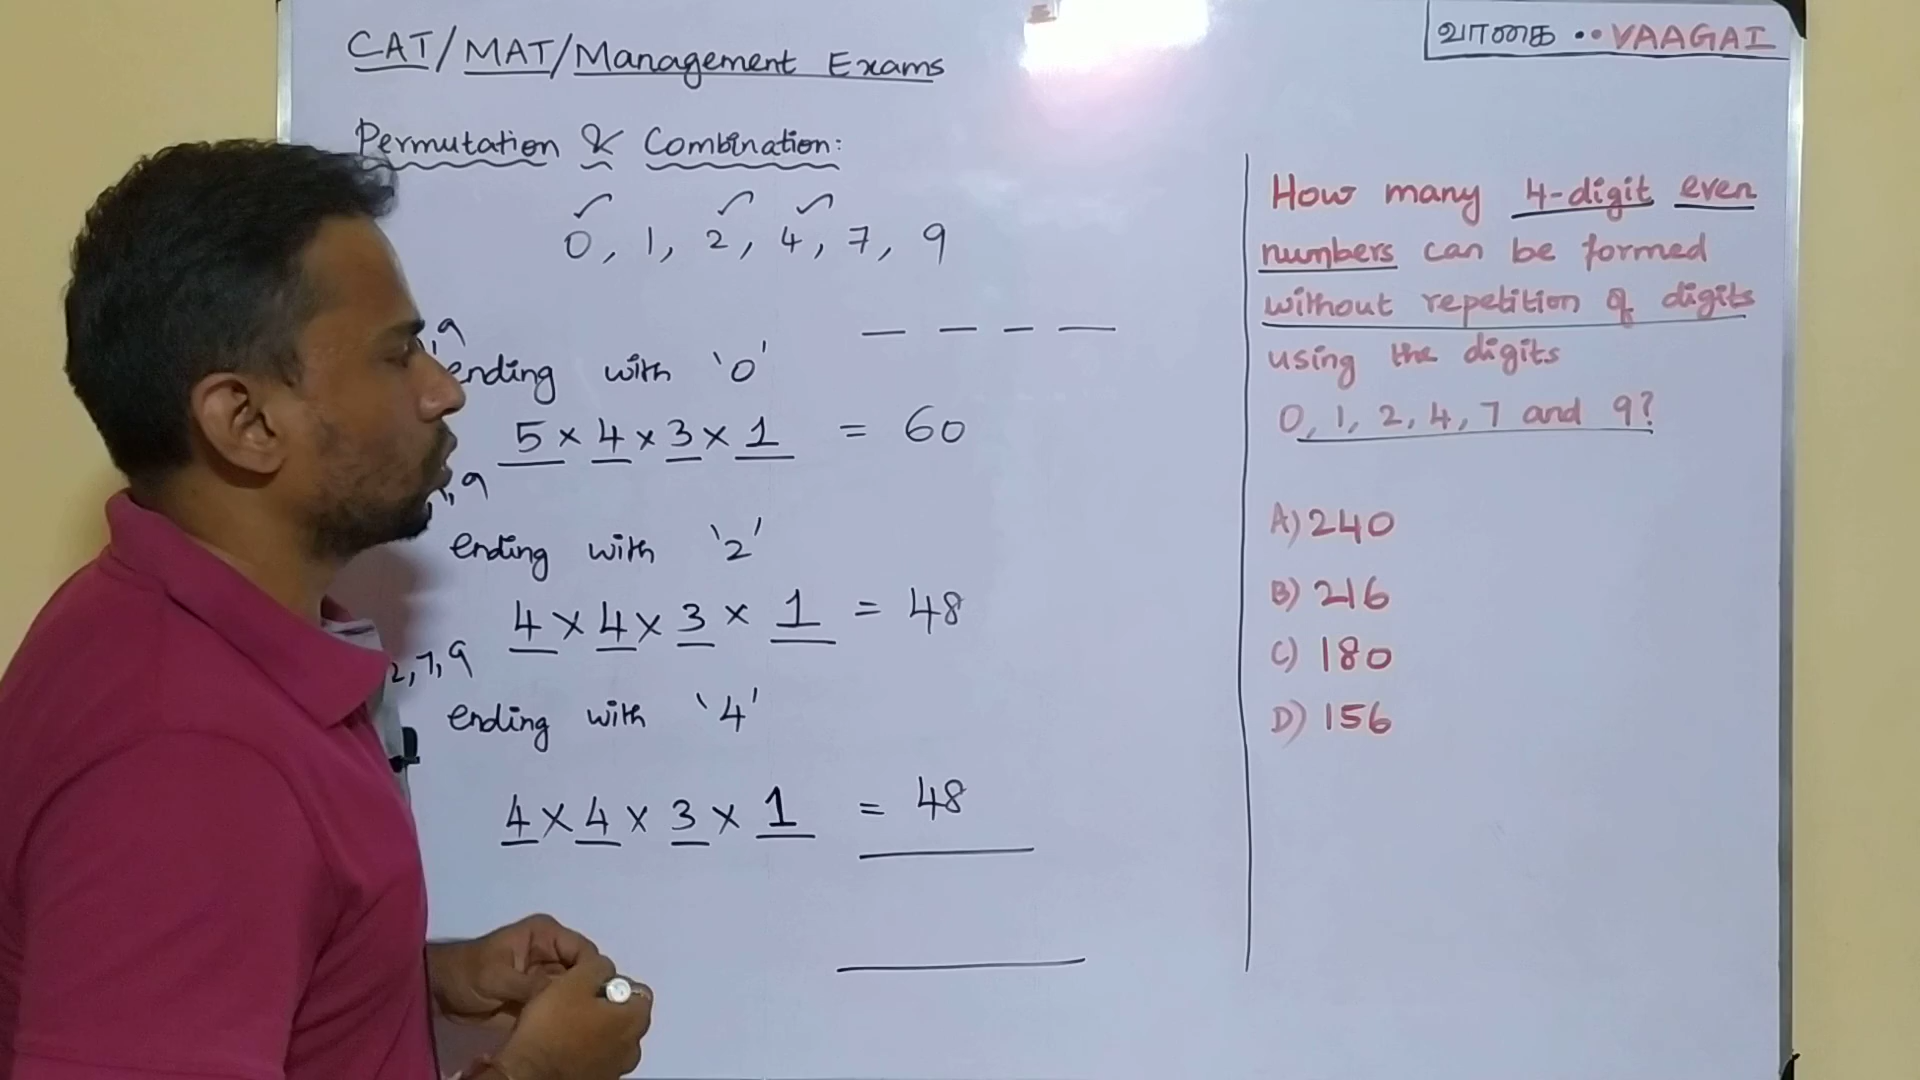 CAT/MAT/Management Exams
வாகை ..VAAGAI
Permutation & Combination:
0, 1, 2, 4, 7, 9
, 9
ending with '0'
5 × 4 × 3 × 1 = 60
, 9
ending with '2'
4 × 4 × 3 × 1 = 48
2, 7, 9
ending with '4'
4 × 4 × 3 × 1 = 48
How many 4-digit even
numbers can be formed
without repetition of digits
using the digits
0, 1, 2, 4, 7 and 9?
A) 240
B) 216
C) 180
D) 156